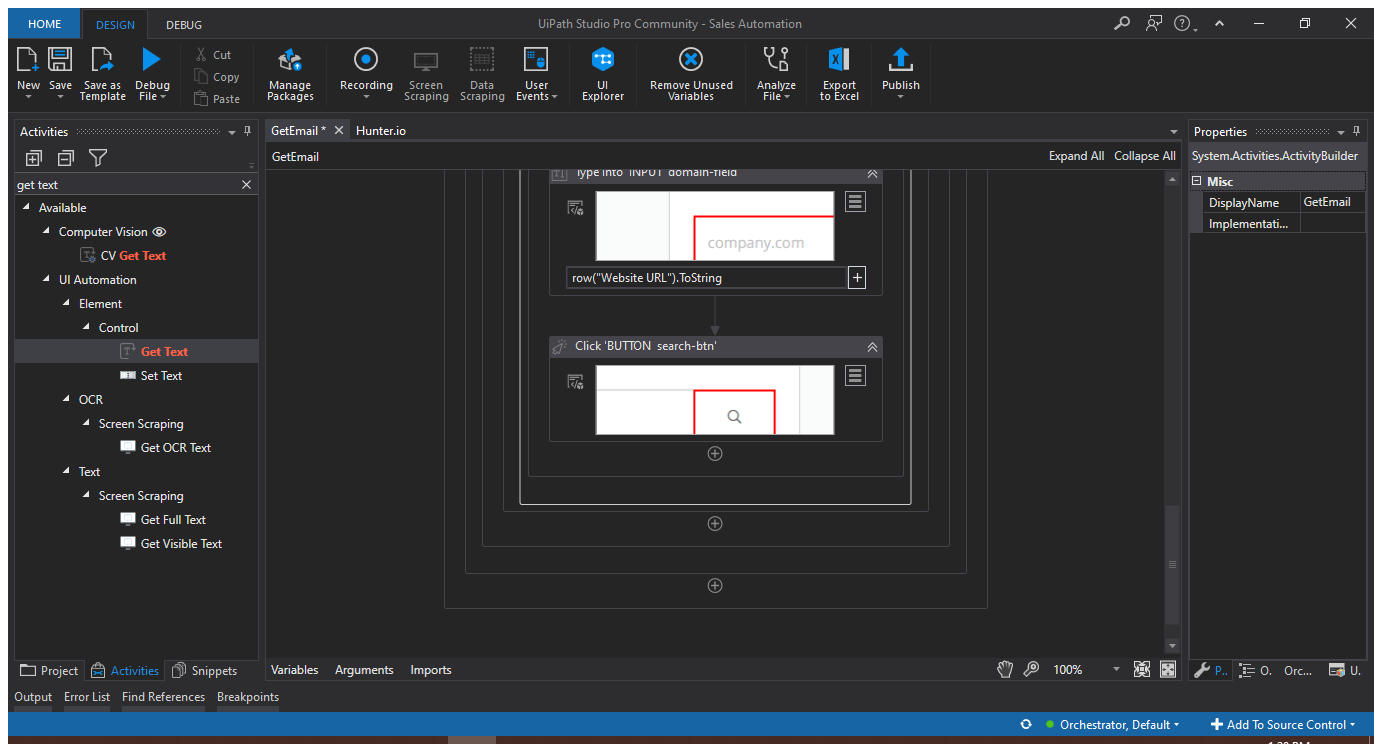 HOME DESIGN DEBUG UiPath Studio Pro Community - Sales Automation
New Save Save as Template Debug File Cut Copy Paste Manage Packages Recording Screen Scraping Data Scraping User Events UI Explorer Remove Unused Variables Analyze File Export to Excel Publish
Activities
get text
Available
Computer Vision
CV Get Text
UI Automation
Element
Control
Get Text
Set Text
OCR
Screen Scraping
Get OCR Text
Text
Screen Scraping
Get Full Text
Get Visible Text
Project Activities Snippets
GetEmail * Hunter.io
GetEmail Expand All Collapse All
Type into 'INPUT domain-field'
company.com
row("Website URL").ToString
Click 'BUTTON search-btn'
Variables Arguments Imports 100%
Properties
System.Activities.ActivityBuilder
Misc
DisplayName GetEmail
Implementati...
P.. O. Orc... U.
Output Error List Find References Breakpoints
Orchestrator, Default Add To Source Control